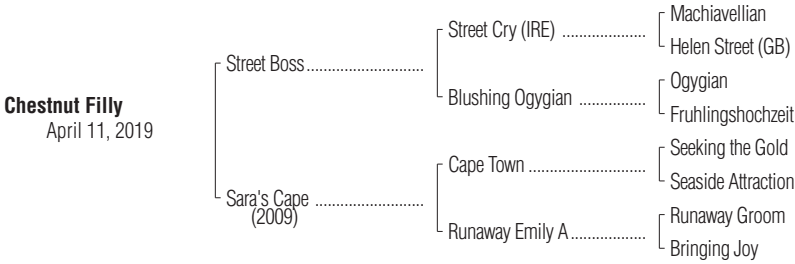 Chestnut Filly
April 11, 2019
Street Boss............................
Sara's Cape ..........................
(2009)
Street Cry (IRE) ....................
Blushing Ogygian ................
Cape Town ............................
Runaway Emily A..................
Machiavellian
Helen Street (GB)
Ogygian
Fruhlingshochzeit
Seeking the Gold
Seaside Attraction
Runaway Groom
Bringing Joy